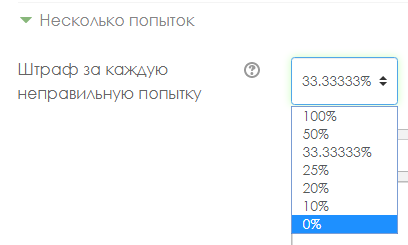 Несколько попыток
Штраф за каждую
неправильную попытку
33.33333%
100%
50%
33.33333%
25%
20%
10%
0%